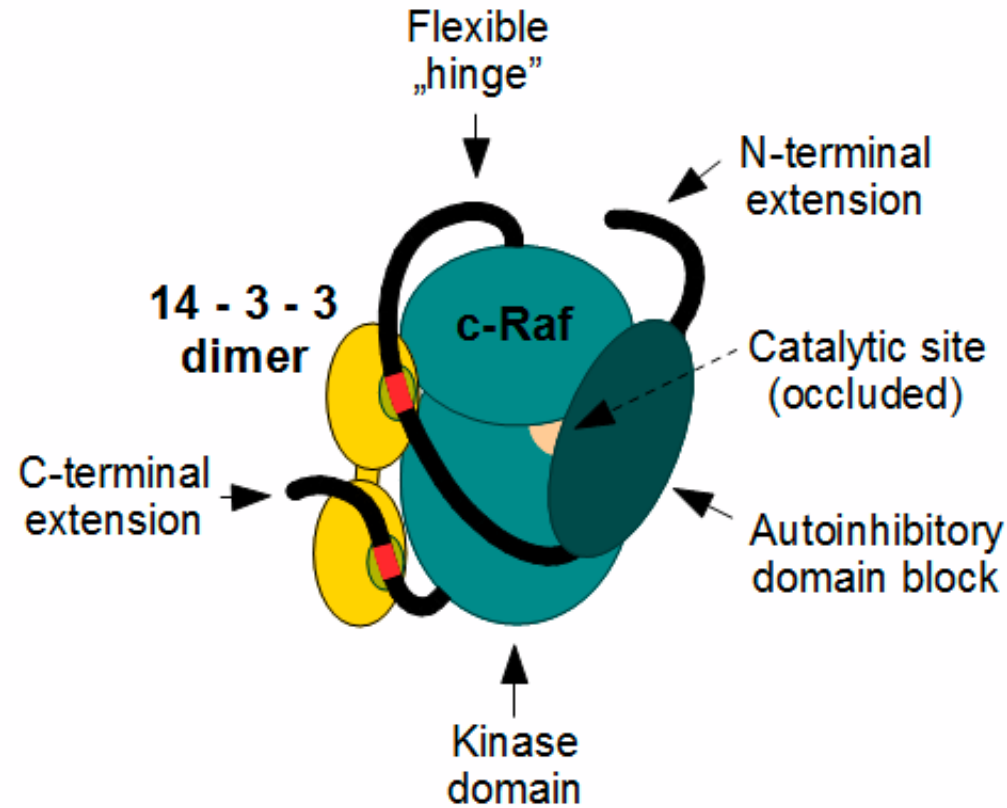 Flexible
„hinge”
N-terminal
extension
14 - 3 - 3
dimer
c-Raf
Catalytic site
(occluded)
C-terminal
extension
Autoinhibitory
domain block
Kinase
domain